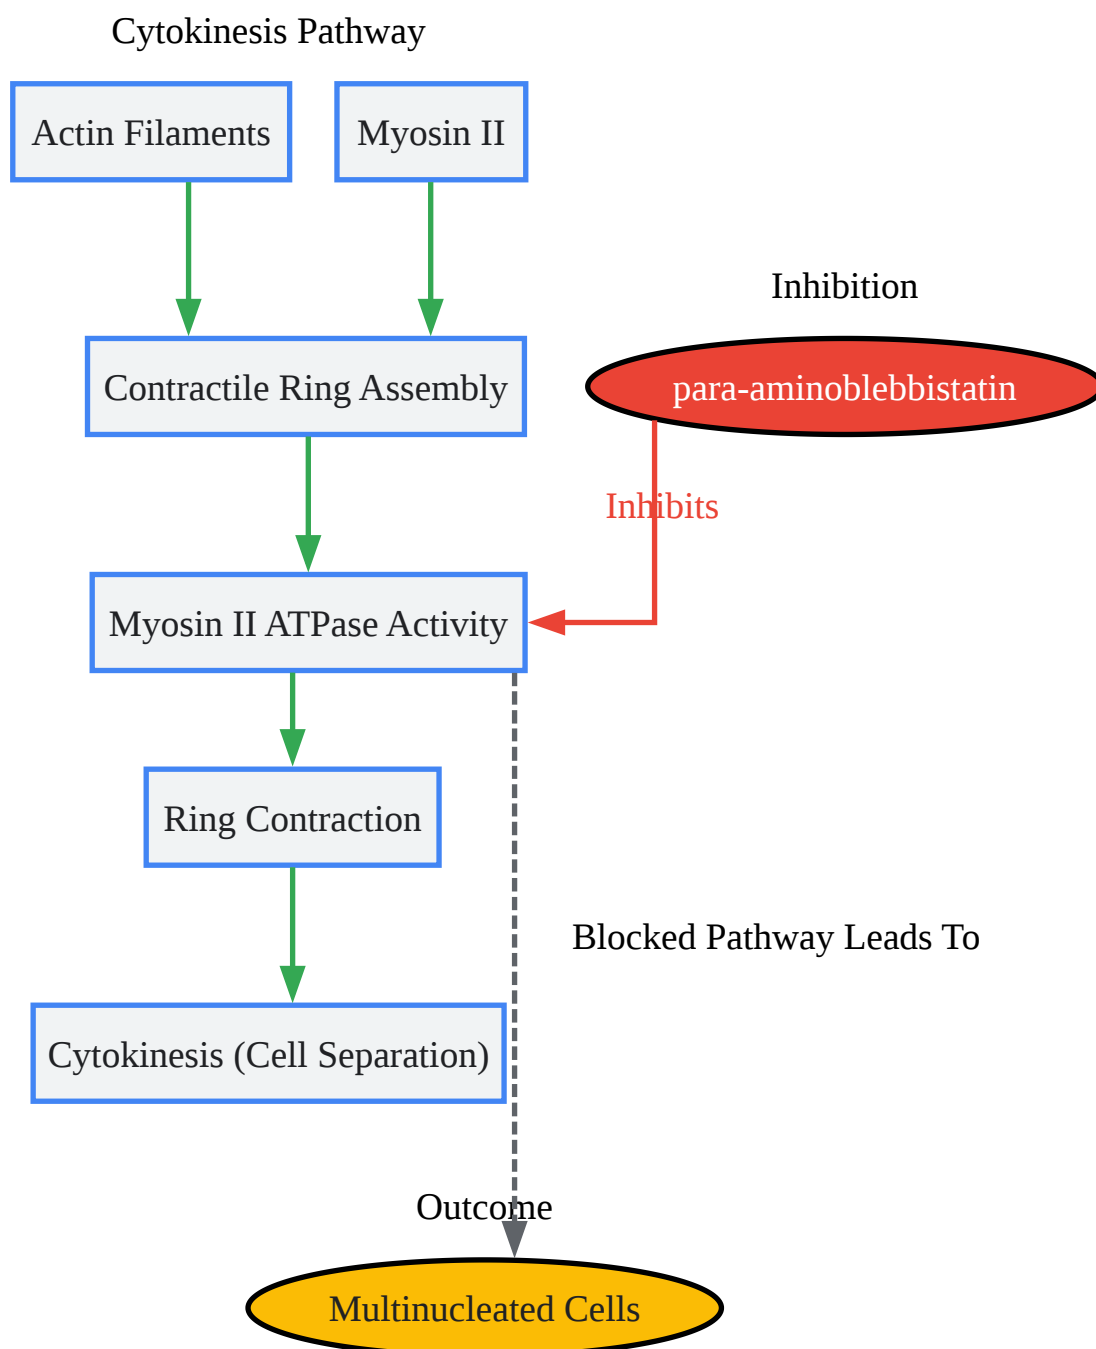 Cytokinesis Pathway
Actin Filaments
Myosin II
Inhibition
Contractile Ring Assembly
para-aminoblebbistatin
Inhibits
Myosin II ATPase Activity
Ring Contraction
Blocked Pathway Leads To
Cytokinesis (Cell Separation)
Outcome
Multinucleated Cells